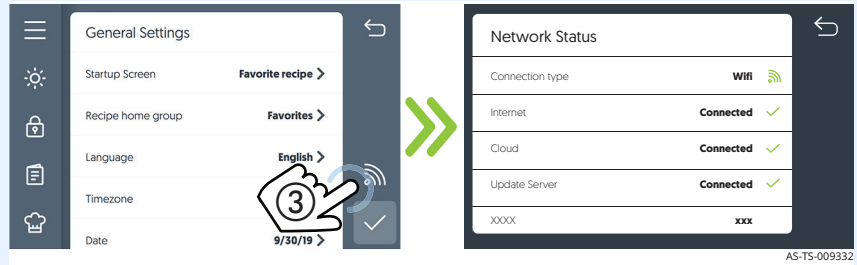 General Settings
Startup Screen Favorite recipe
Recipe home group Favorites
Language English
Timezone
Date 9/30/19
3
Network Status
Connection type Wifi
Internet Connected
Cloud Connected
Update Server Connected
XXXX xxx
AS-TS-009332